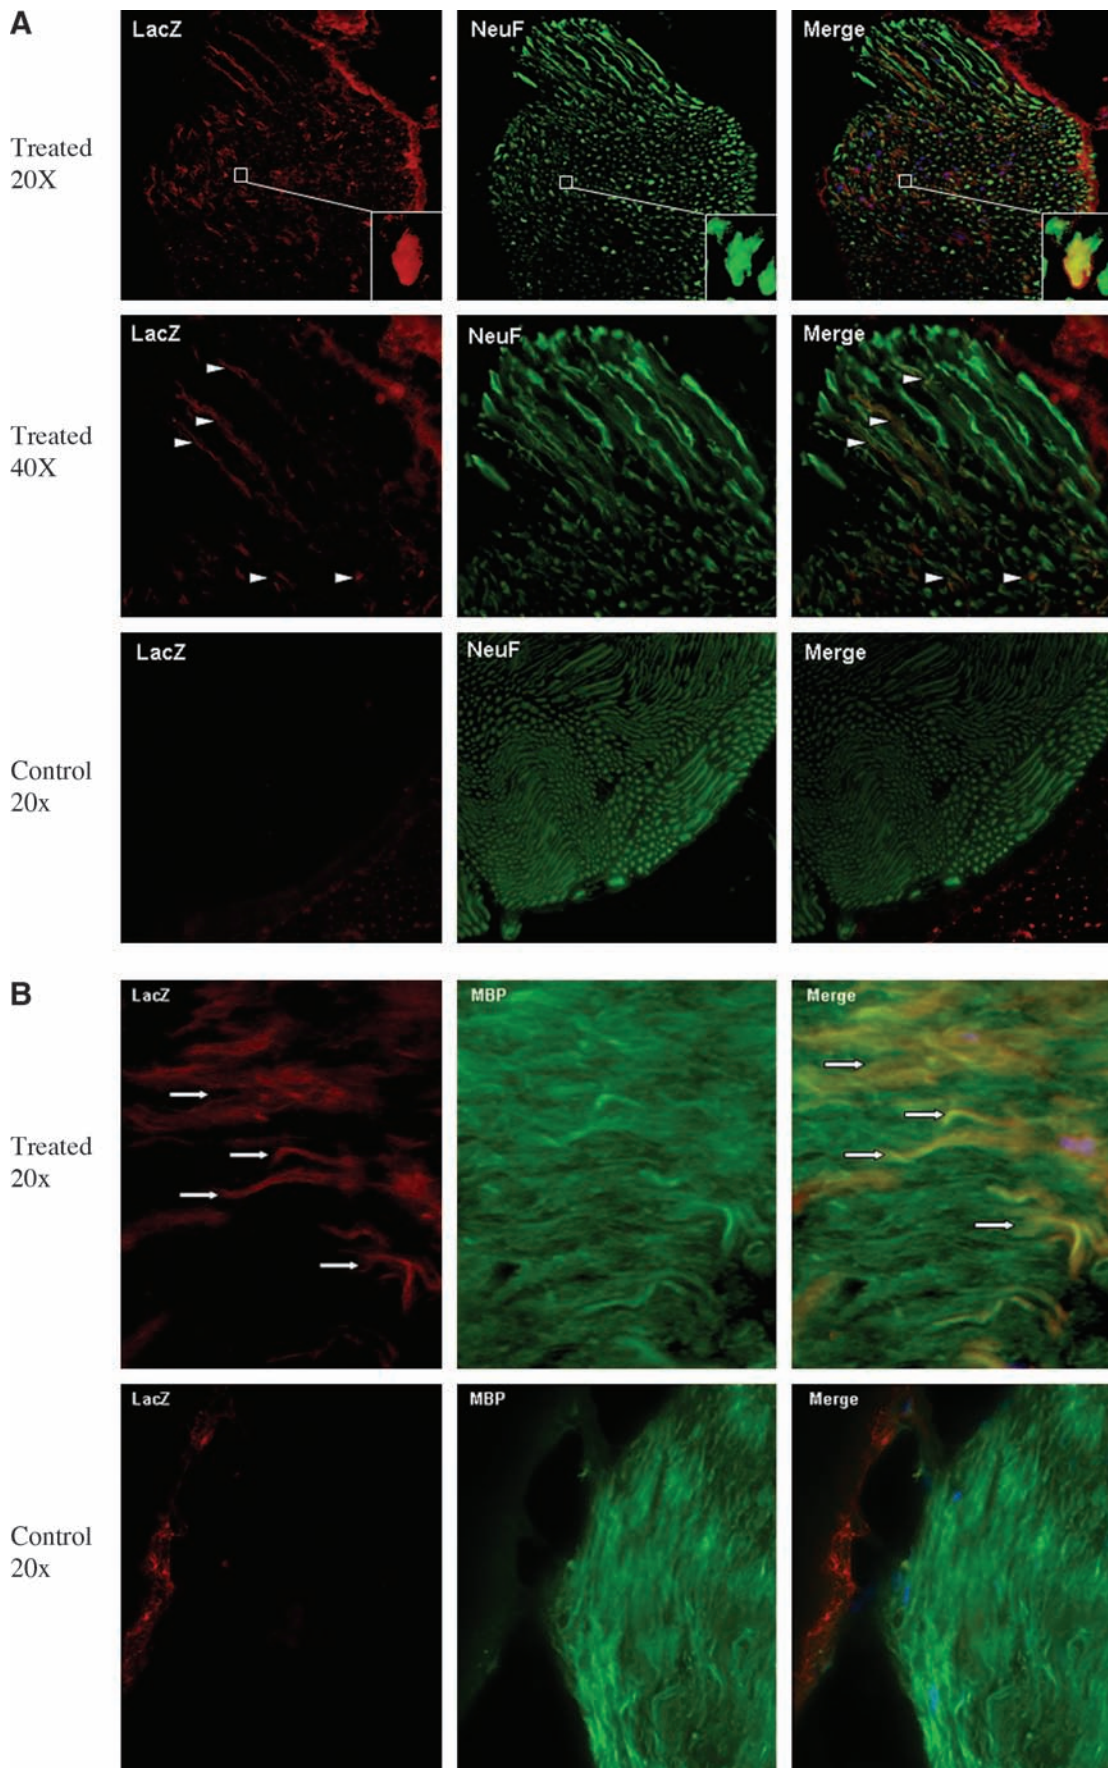 A
LacZ
NeuF
Merge
Treated
20X
LacZ
NeuF
Merge
Treated
40X
LacZ
NeuF
Merge
Control
20x
B
LacZ
MBP
Merge
Treated
20x
LacZ
MBP
Merge
Control
20x